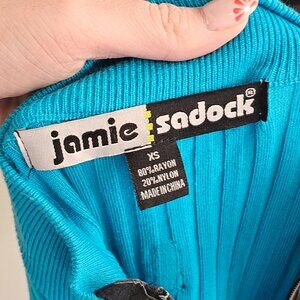 jamie sadock
XS
80% RAYON
20% NYLON
MADE IN CHINA